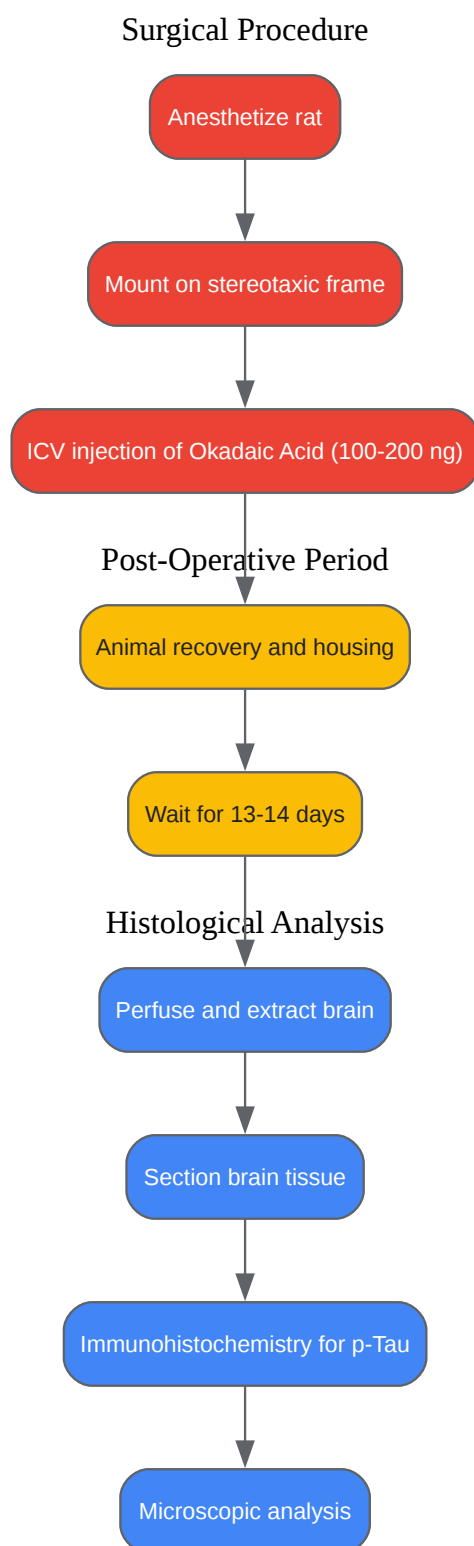 Surgical Procedure
Anesthetize rat
Mount on stereotaxic frame
ICV injection of Okadaic Acid (100-200 ng)
Post-Operative Period
Animal recovery and housing
Wait for 13-14 days
Histological Analysis
Perfuse and extract brain
Section brain tissue
Immunohistochemistry for p-Tau
Microscopic analysis